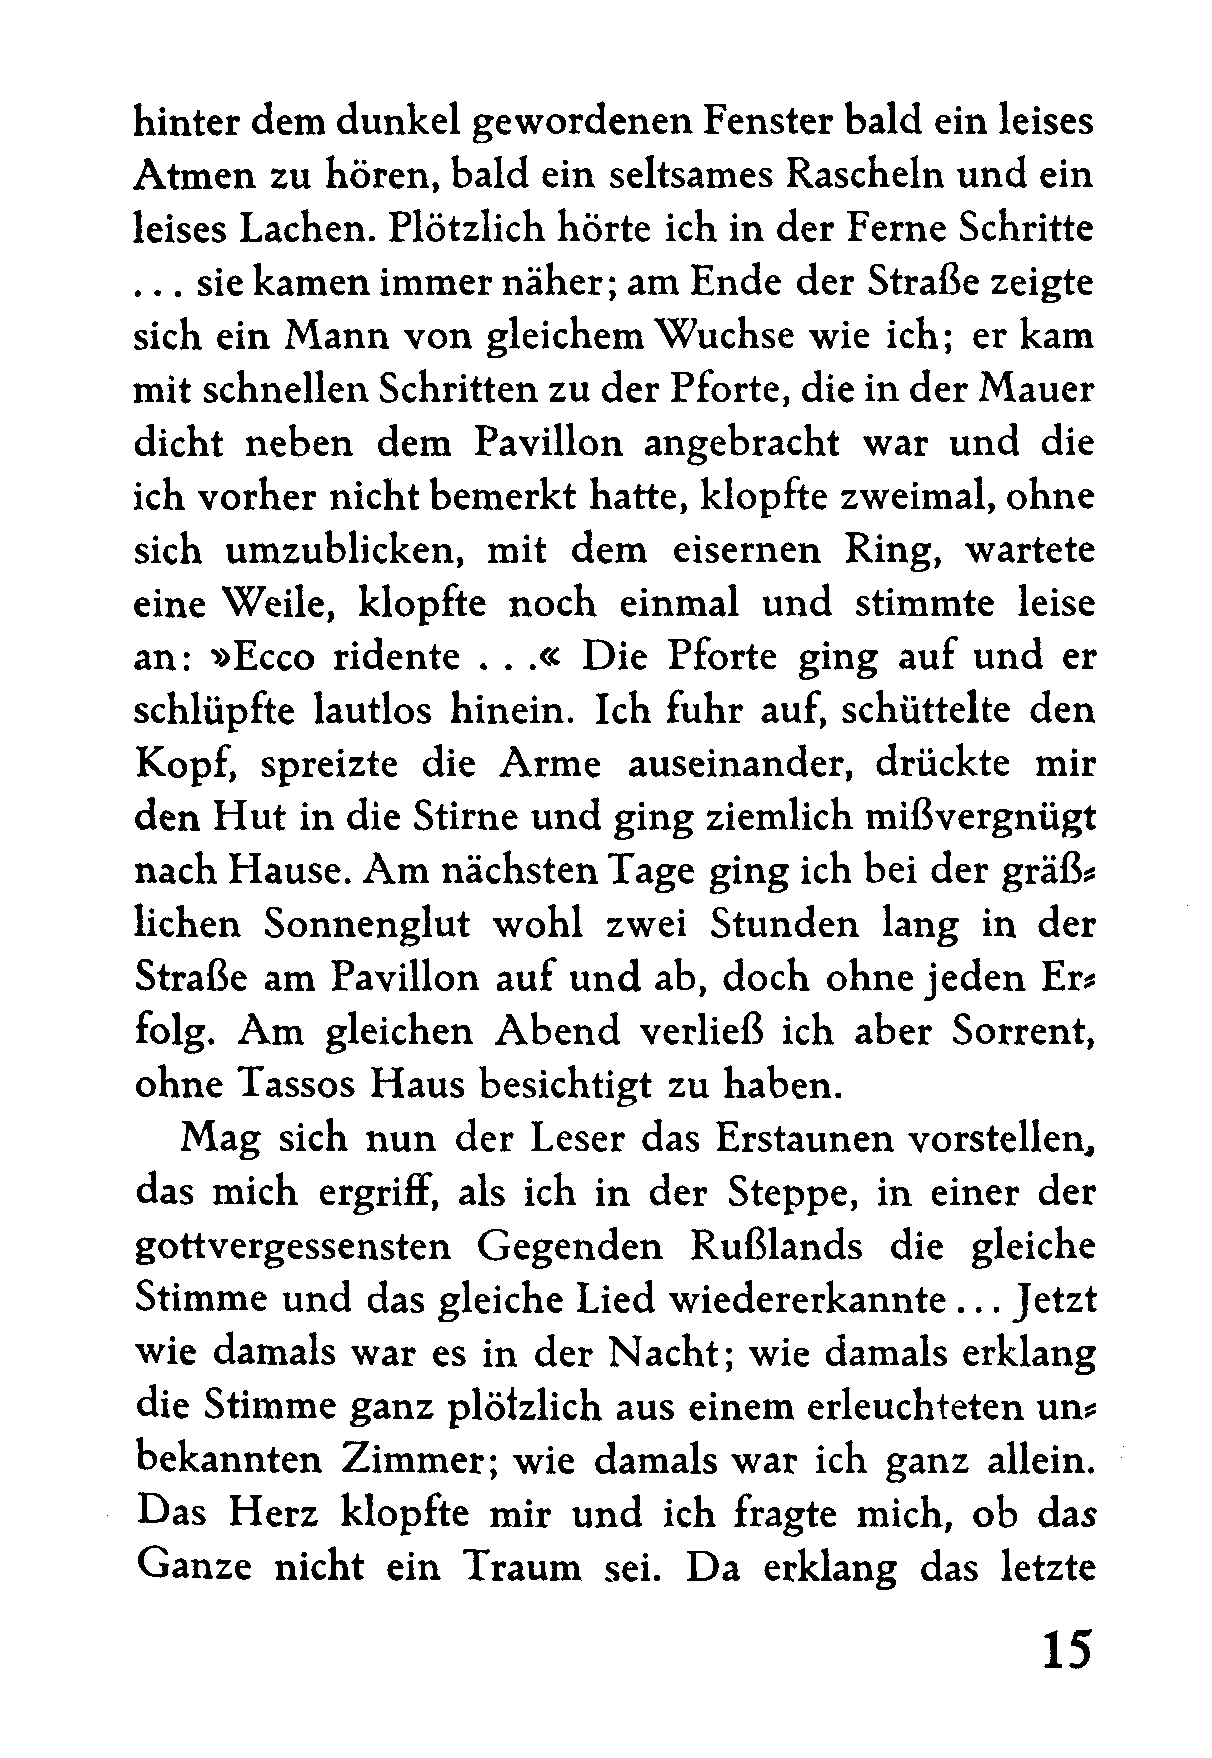 hinter dem dunkel gewordenen Fenster bald ein leises
Atmen zu hören, bald ein seltsames Rascheln und ein
leises Lachen. Plötzlich hörte ich in der Ferne Schritte
... sie kamen immer näher; am Ende der Straße zeigte
sich ein Mann von gleichem Wuchse wie ich; er kam
mit schnellen Schritten zu der Pforte, die in der Mauer
dicht neben dem Pavillon angebracht war und die
ich vorher nicht bemerkt hatte, klopfte zweimal, ohne
sich umzublicken, mit dem eisernen Ring, wartete
eine Weile, klopfte noch einmal und stimmte leise
an: »Ecco ridente . . .« Die Pforte ging auf und er
schlüpfte lautlos hinein. Ich fuhr auf, schüttelte den
Kopf, spreizte die Arme auseinander, drückte mir
den Hut in die Stirne und ging ziemlich mißvergnügt
nach Hause. Am nächsten Tage ging ich bei der gräß⸗
lichen Sonnenglut wohl zwei Stunden lang in der
Straße am Pavillon auf und ab, doch ohne jeden Er⸗
folg. Am gleichen Abend verließ ich aber Sorrent,
ohne Tassos Haus besichtigt zu haben.
Mag sich nun der Leser das Erstaunen vorstellen,
das mich ergriff, als ich in der Steppe, in einer der
gottvergessensten Gegenden Rußlands die gleiche
Stimme und das gleiche Lied wiedererkannte ... Jetzt
wie damals war es in der Nacht; wie damals erklang
die Stimme ganz plötzlich aus einem erleuchteten un⸗
bekannten Zimmer; wie damals war ich ganz allein.
Das Herz klopfte mir und ich fragte mich, ob das
Ganze nicht ein Traum sei. Da erklang das letzte
15